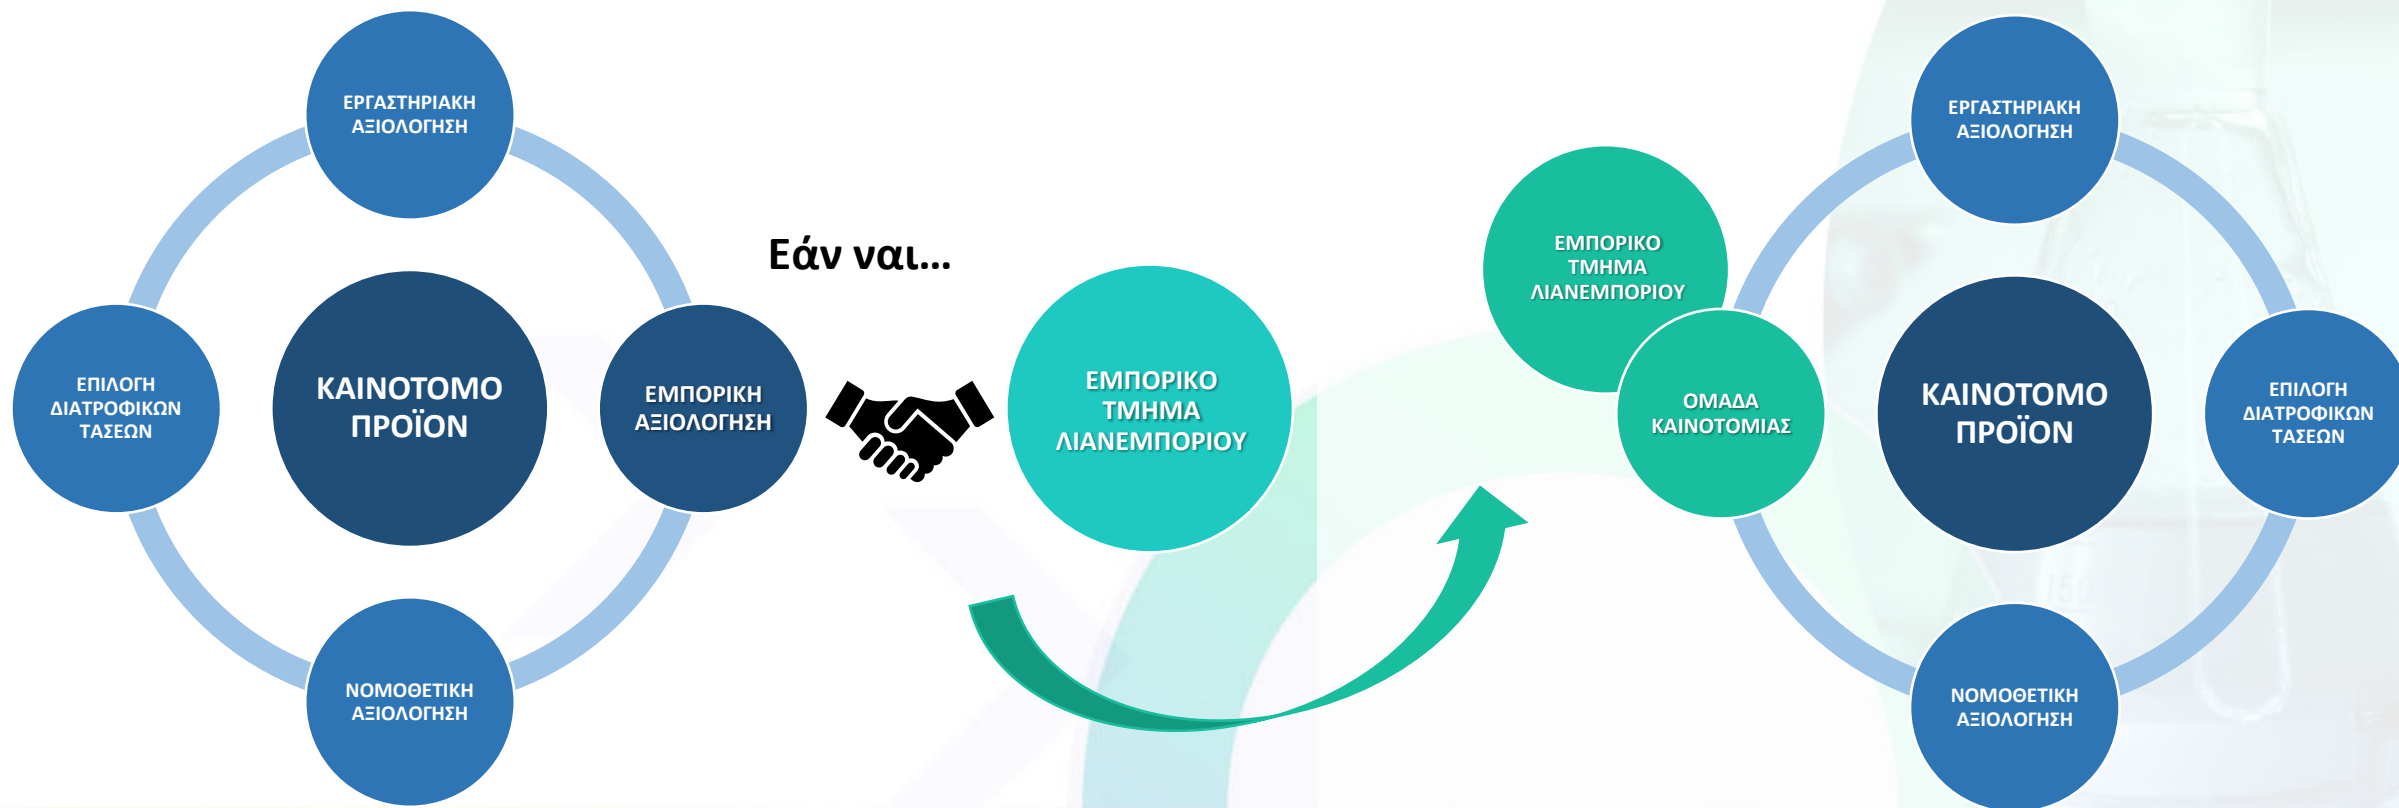 ΕΡΓΑΣΤΗΡΙΑΚΗ
ΑΞΙΟΛΟΓΗΣΗ
ΕΠΙΛΟΓΗ
ΔΙΑΤΡΟΦΙΚΩΝ
ΤΑΣΕΩΝ
ΚΑΙΝΟΤΟΜΟ
ΠΡΟΪΟΝ
ΕΜΠΟΡΙΚΗ
ΑΞΙΟΛΟΓΗΣΗ
ΝΟΜΟΘΕΤΙΚΗ
ΑΞΙΟΛΟΓΗΣΗ
Εάν ναι...
ΕΜΠΟΡΙΚΟ
ΤΜΗΜΑ
ΛΙΑΝΕΜΠΟΡΙΟΥ
ΕΜΠΟΡΙΚΟ
ΤΜΗΜΑ
ΛΙΑΝΕΜΠΟΡΙΟΥ
ΟΜΑΔΑ
ΚΑΙΝΟΤΟΜΙΑΣ
ΕΡΓΑΣΤΗΡΙΑΚΗ
ΑΞΙΟΛΟΓΗΣΗ
ΚΑΙΝΟΤΟΜΟ
ΠΡΟΪΟΝ
ΕΠΙΛΟΓΗ
ΔΙΑΤΡΟΦΙΚΩΝ
ΤΑΣΕΩΝ
ΝΟΜΟΘΕΤΙΚΗ
ΑΞΙΟΛΟΓΗΣΗ
150